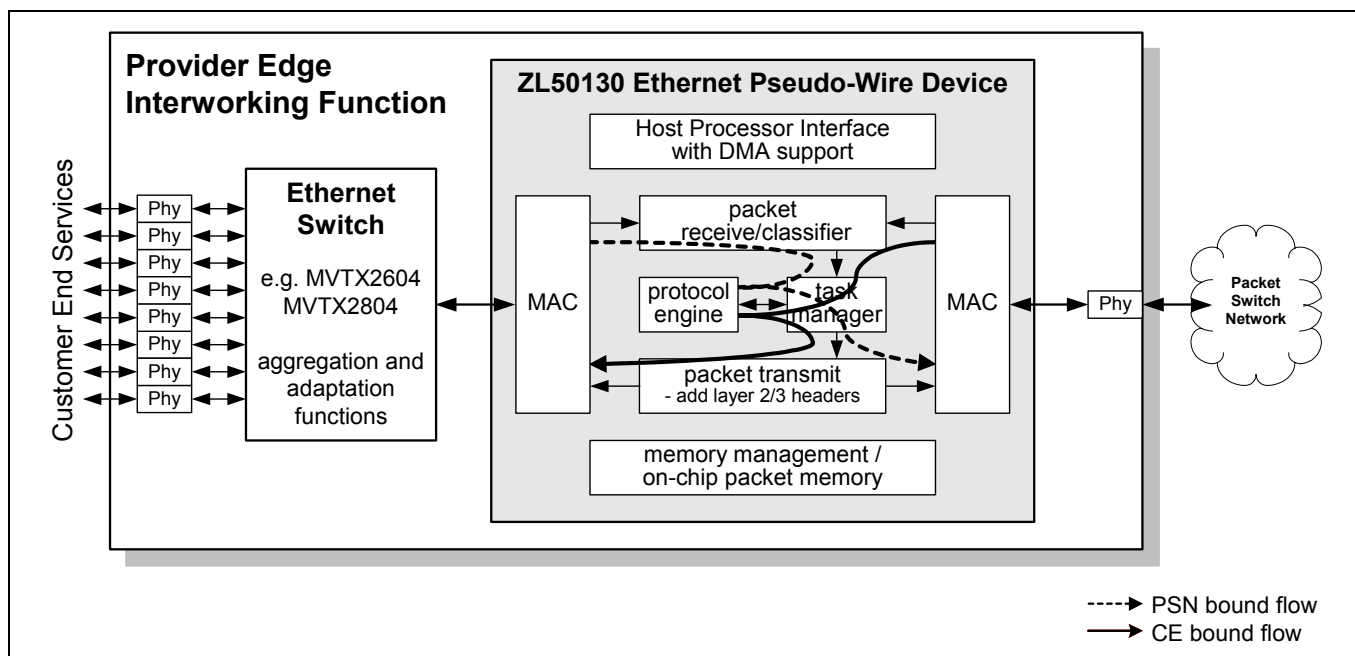 Provider Edge
Interworking Function
ZL50130 Ethernet Pseudo-Wire Device
Host Processor Interface
with DMA support
Customer End Services
Phy
Phy
Phy
Phy
Phy
Phy
Phy
Phy
Ethernet
Switch
e.g. MVTX2604
MVTX2804
aggregation and
adaptation
functions
MAC
packet
receive/classifier
protocol
engine
task
manager
packet transmit
- add layer 2/3 headers
MAC
memory management /
on-chip packet memory
Phy
Packet
Switch
Network
PSN bound flow
CE bound flow